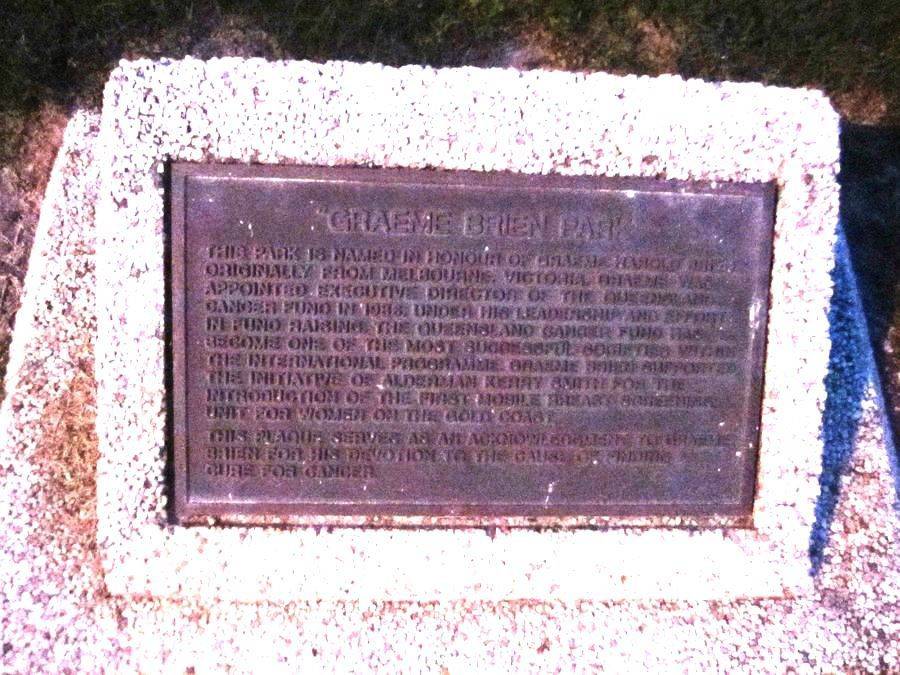 "GRAEME BRIEN PARK"
THIS PARK IS NAMED IN HONOUR OF GRAEME HAROLD BRIEN
ORIGINALLY FROM MELBOURNE, VICTORIA, GRAEME WAS
APPOINTED EXECUTIVE DIRECTOR OF THE QUEENSLAND
CANCER FUND IN UNDER HIS LEADERSHIP AND EFFORT
IN FUND RAISING, THE QUEENSLAND CANCER FUND HAS
BECOME ONE OF THE MOST SUCCESSFUL SOCIETIES WITHIN
THE INTERNATIONAL PROGRAMME. GRAEME BRIEN SUPPORTED
THE INITIATIVE OF ALDERMAN KERRY SMITH FOR THE
INTRODUCTION OF THE FIRST MOBILE BREAST SCREENING
UNIT FOR WOMEN ON THE GOLD COAST.
THIS PLAQUE SERVES AS AN ACKNOWLEDGMENT TO GRAEME
BRIEN FOR HIS DEVOTION TO THE CAUSE OF FINDING
CURE FOR CANCER.